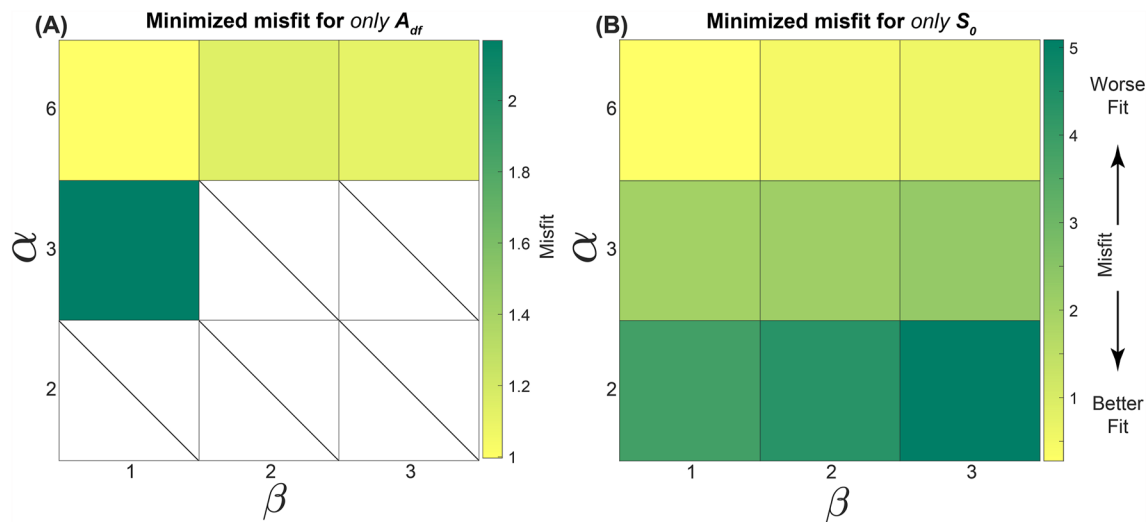 (A) Minimized misfit for only A_df
6
3
2
α
1 2 3
β
2
1.8
1.6
1.4
1.2
1
Misfit
(B) Minimized misfit for only S_0
6
3
2
α
1 2 3
β
5
4
3
2
1
Worse
Fit
Misfit
Better
Fit